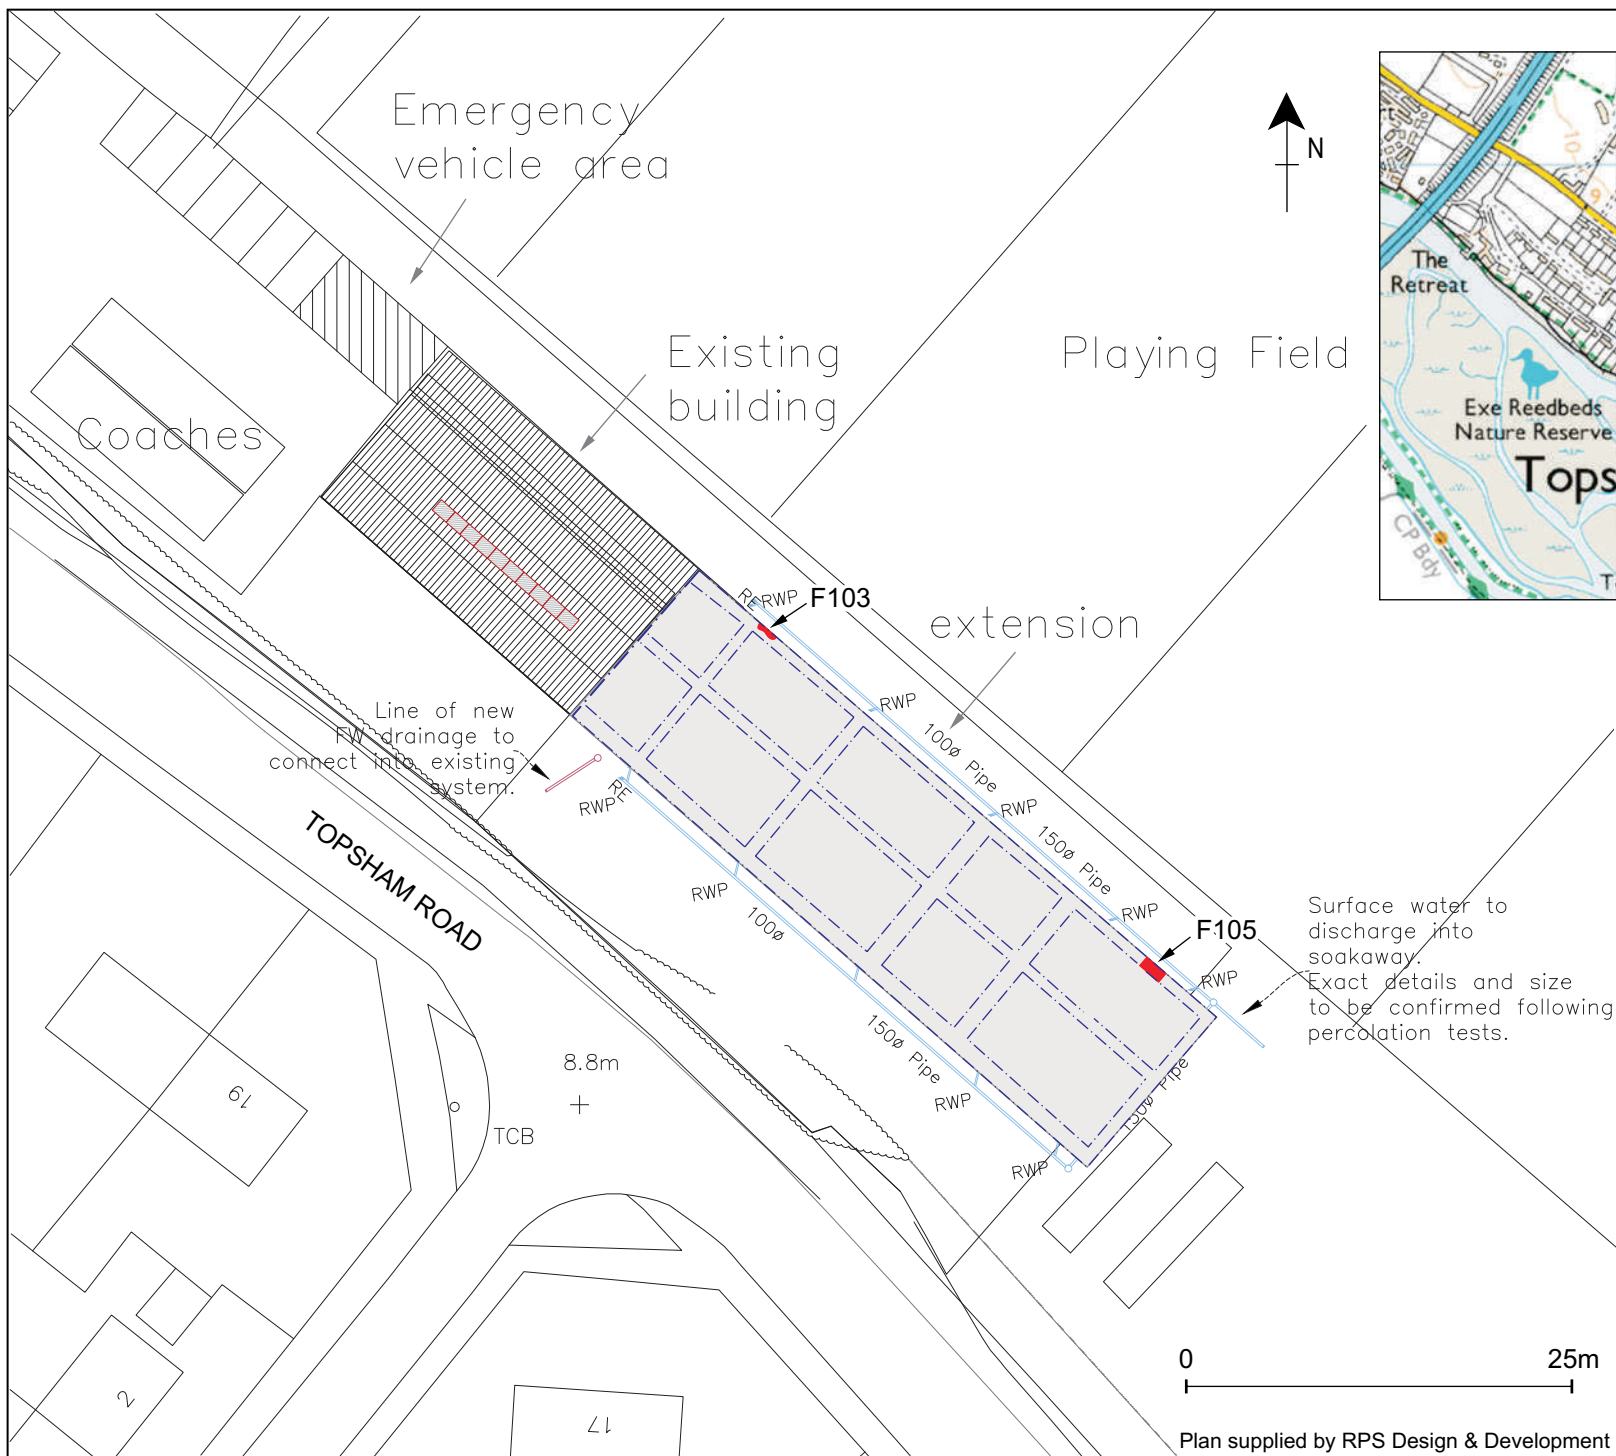 Emergency
vehicle area
N
The
Retreat
10
9
Existing
building
Playing Field
Exe Reedbeds
Nature Reserve
Tops
CP Bdy
Coaches
RE
RWP
F103
extension
RWP
100ø Pipe
RWP
150ø Pipe
RWP
F105
RWP
Line of new
FW drainage to
connect into existing
system.
RE
RWP
RWP
100ø
150ø Pipe
RWP
RWP
150ø Pipe
Surface water to
discharge into
soakaway.
Exact details and size
to be confirmed following
percolation tests.
TOPSHAM ROAD
8.8m
TCB
19
2
17
0 25m
Plan supplied by RPS Design & Development